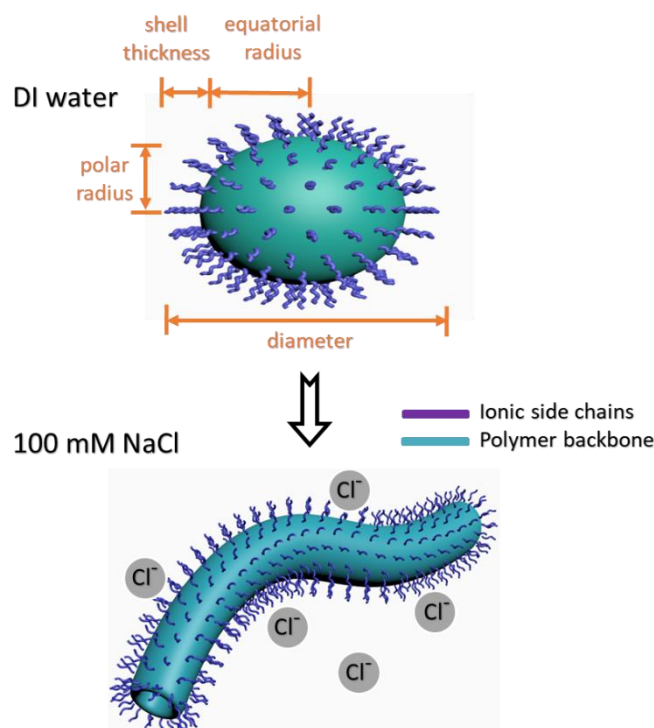 shell
thickness
equatorial
radius
DI water
polar
radius
diameter
Ionic side chains
Polymer backbone
100 mM NaCl
Cl⁻
Cl⁻
Cl⁻
Cl⁻
Cl⁻